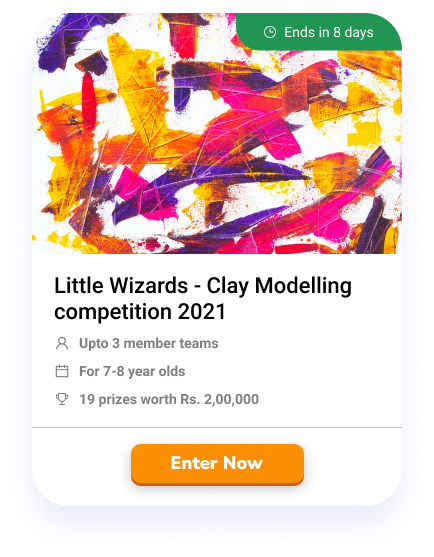 Ends in 8 days
Little Wizards - Clay Modelling
competition 2021
Upto 3 member teams
For 7-8 year olds
19 prizes worth Rs. 2,00,000
Enter Now